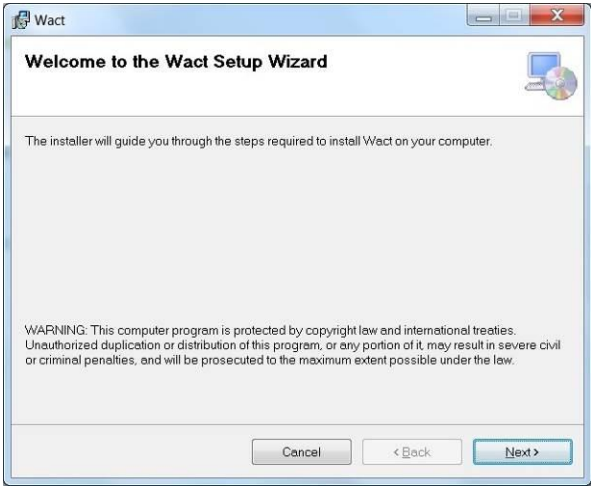 Wact
Welcome to the Wact Setup Wizard
The installer will guide you through the steps required to install Wact on your computer.
WARNING: This computer program is protected by copyright law and international treaties.
Unauthorized duplication or distribution of this program, or any portion of it, may result in severe civil
or criminal penalties, and will be prosecuted to the maximum extent possible under the law.
Cancel
< Back
Next >